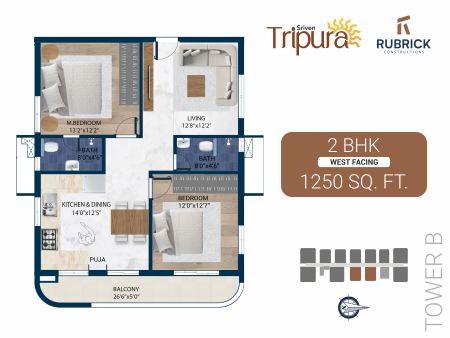 Sriven
Tripura
RUBRICK
CONSTRUCTIONS
M.BEDROOM
13'2"x12'2"
LIVING
12'8"x12'2"
BATH
8'0"x4'6"
BATH
8'0"x4'6"
KITCHEN & DINING
14'0"x12'5"
BEDROOM
12'0"x12'7"
PUJA
BALCONY
26'6"x5'0"
2 BHK
WEST FACING
1250 SQ. FT.
TOWER B